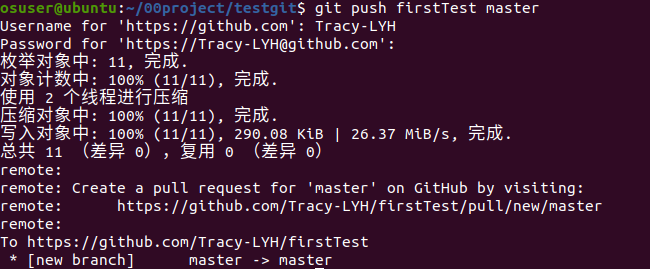 osuser@ubuntu:~/00project/testgit$ git push firstTest master
Username for 'https://github.com': Tracy-LYH
Password for 'https://Tracy-LYH@github.com':
枚举对象中: 11, 完成.
对象计数中: 100% (11/11), 完成.
使用 2 个线程进行压缩
压缩对象中: 100% (11/11), 完成.
写入对象中: 100% (11/11), 290.08 KiB | 26.37 MiB/s, 完成.
总共 11 （差异 0），复用 0 （差异 0）
remote:
remote: Create a pull request for 'master' on GitHub by visiting:
remote:      https://github.com/Tracy-LYH/firstTest/pull/new/master
remote:
To https://github.com/Tracy-LYH/firstTest
 * [new branch]      master -> master